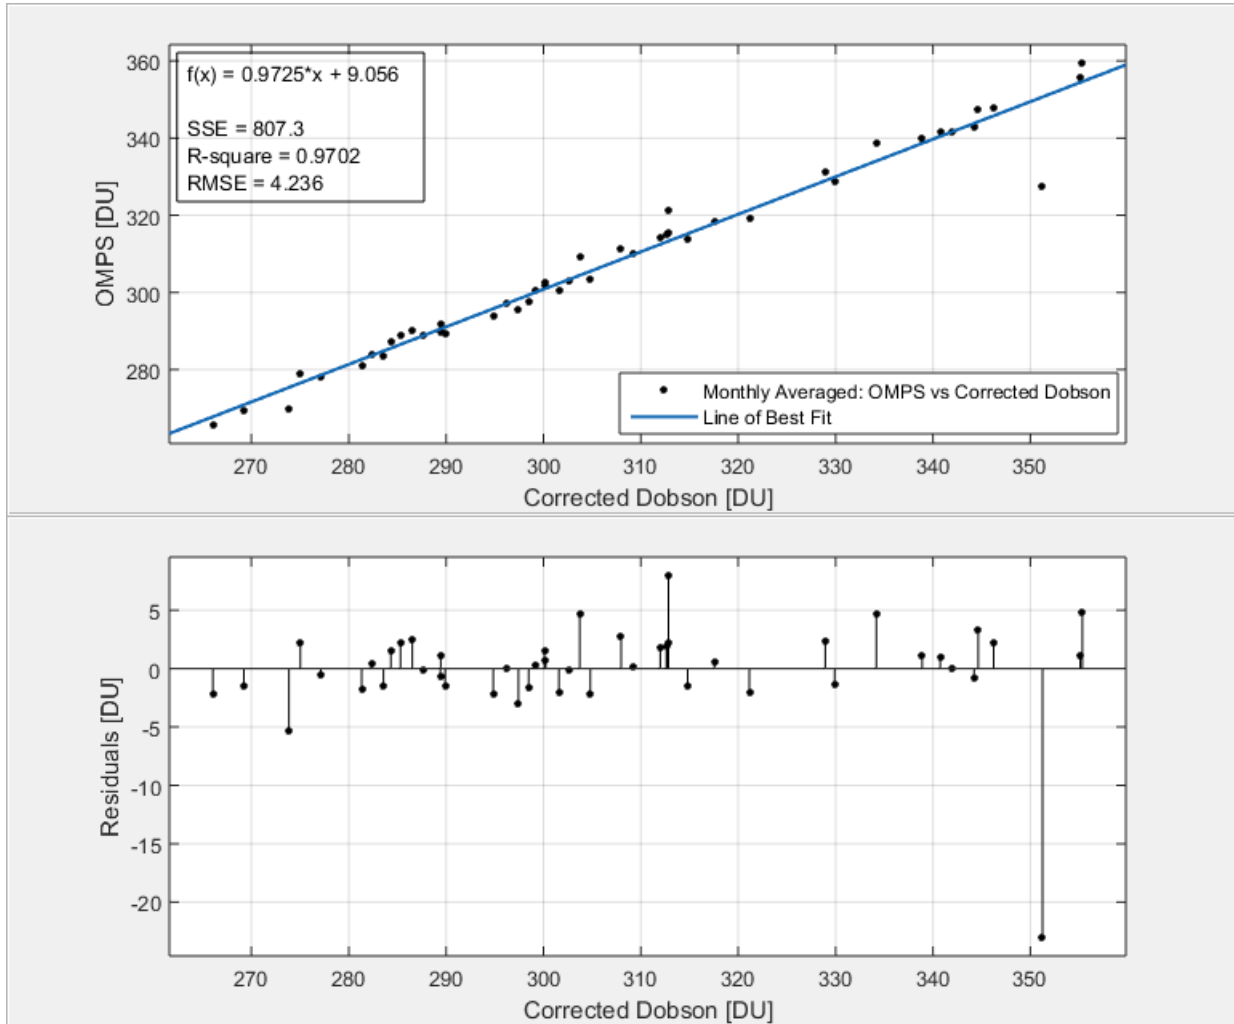 f(x) = 0.9725*x + 9.056
SSE = 807.3
R-square = 0.9702
RMSE = 4.236
360
340
320
300
280
OMPS [DU]
Monthly Averaged: OMPS vs Corrected Dobson
Line of Best Fit
270 280 290 300 310 320 330 340 350
Corrected Dobson [DU]
5
0
-5
-10
-15
-20
Residuals [DU]
270 280 290 300 310 320 330 340 350
Corrected Dobson [DU]